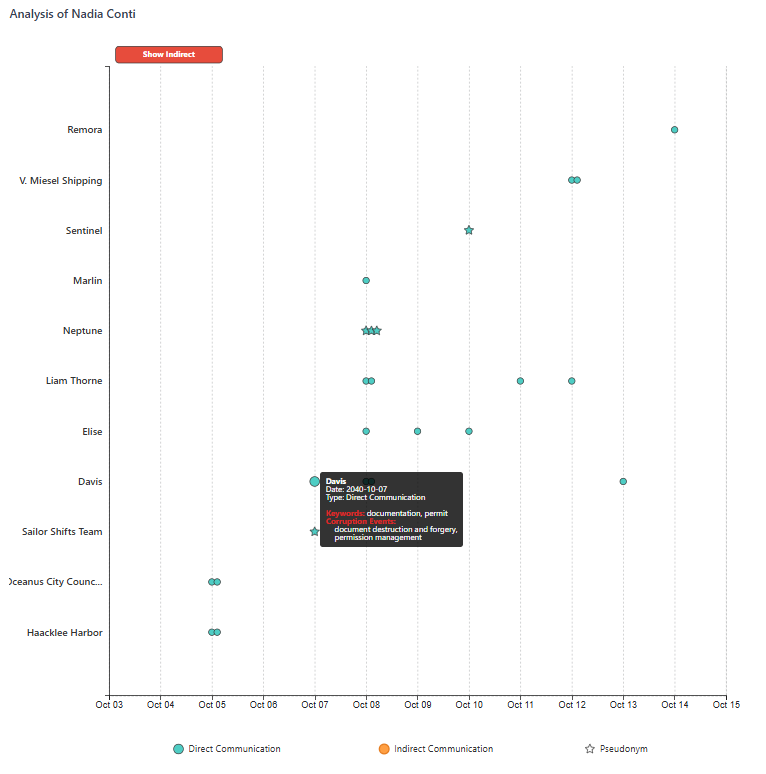 Analysis of Nadia Conti
Show Indirect
Remora
V. Miesel Shipping
Sentinel
Marlin
Neptune
Liam Thorne
Elise
Davis
Sailor Shifts Team
Oceanus City Counc...
Haacklee Harbor
Davis
Date: 2040-10-07
Type: Direct Communication
Keywords: documentation, permit
Corruption Events:
document destruction and forgery,
permission management
Oct 03 Oct 04 Oct 05 Oct 06 Oct 07 Oct 08 Oct 09 Oct 10 Oct 11 Oct 12 Oct 13 Oct 14 Oct 15
Direct Communication Indirect Communication Pseudonym